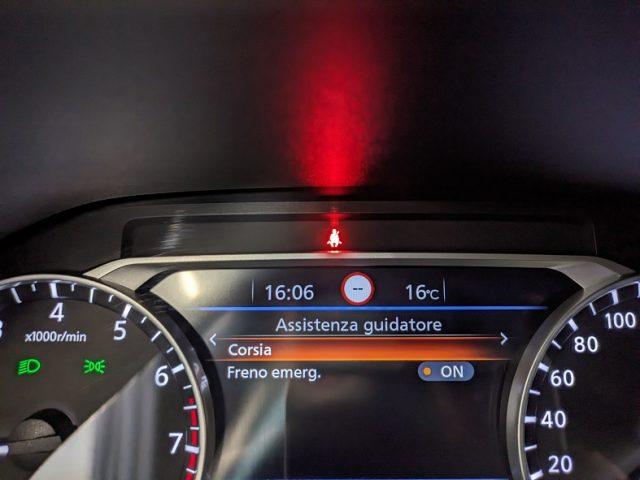 16:06 -- 16°C
Assistenza guidatore
Corsia
Freno emerg. ON
4
5
6
7
x1000r/min
100
80
60
40
20